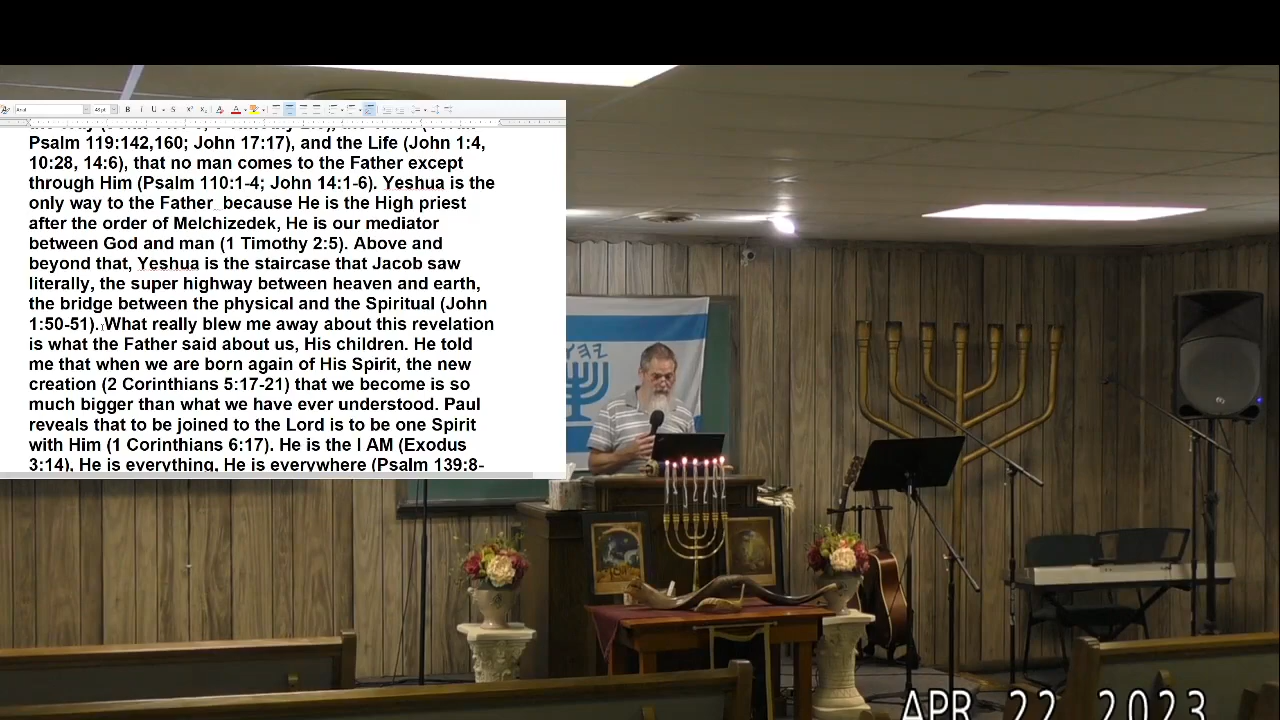 Psalm 119:142,160; John 17:17), and the Life (John 1:4,
10:28, 14:6), that no man comes to the Father except
through Him (Psalm 110:1-4; John 14:1-6). Yeshua is the
only way to the Father because He is the High priest
after the order of Melchizedek, He is our mediator
between God and man (1 Timothy 2:5). Above and
beyond that, Yeshua is the staircase that Jacob saw
literally, the super highway between heaven and earth,
the bridge between the physical and the Spiritual (John
1:50-51). What really blew me away about this revelation
is what the Father said about us, His children. He told
me that when we are born again of His Spirit, the new
creation (2 Corinthians 5:17-21) that we become is so
much bigger than what we have ever understood. Paul
reveals that to be joined to the Lord is to be one Spirit
with Him (1 Corinthians 6:17). He is the I AM (Exodus
3:14), He is everything, He is everywhere (Psalm 139:8-
APR 22 2023